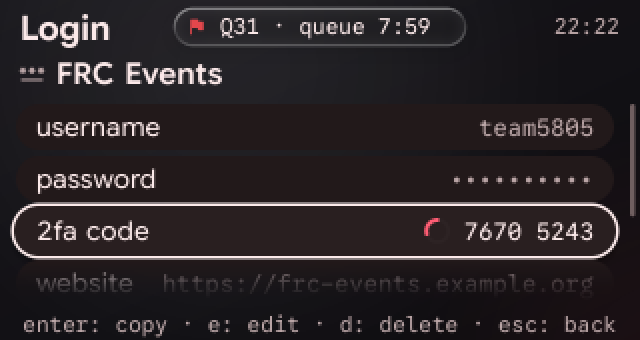 Login Q31 · queue 7:59 22:22
FRC Events
username team5805
password ••••••••••
2fa code 7670 5243
website https://frc-events.example.org
enter: copy · e: edit · d: delete · esc: back